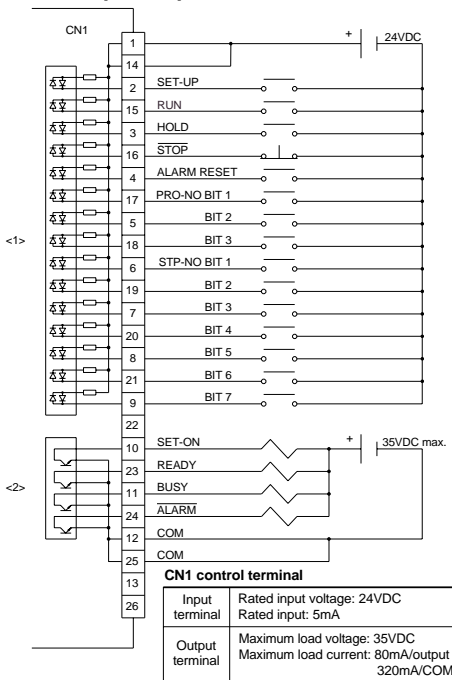 CN1
24VDC
+
1
14
2 SET-UP
15 RUN
3 HOLD
16 STOP
4 ALARM RESET
17 PRO-NO BIT 1
5 BIT 2
<1>
18 BIT 3
6 STP-NO BIT 1
19 BIT 2
7 BIT 3
20 BIT 4
8 BIT 5
21 BIT 6
9 BIT 7
22
10 SET-ON
+
35VDC max.
23 READY
<2>
11 BUSY
24 ALARM
12 COM
25 COM
13
26
CN1 control terminal
Input terminal
Rated input voltage: 24VDC
Rated input: 5mA
Output terminal
Maximum load voltage: 35VDC
Maximum load current: 80mA/output
320mA/COM